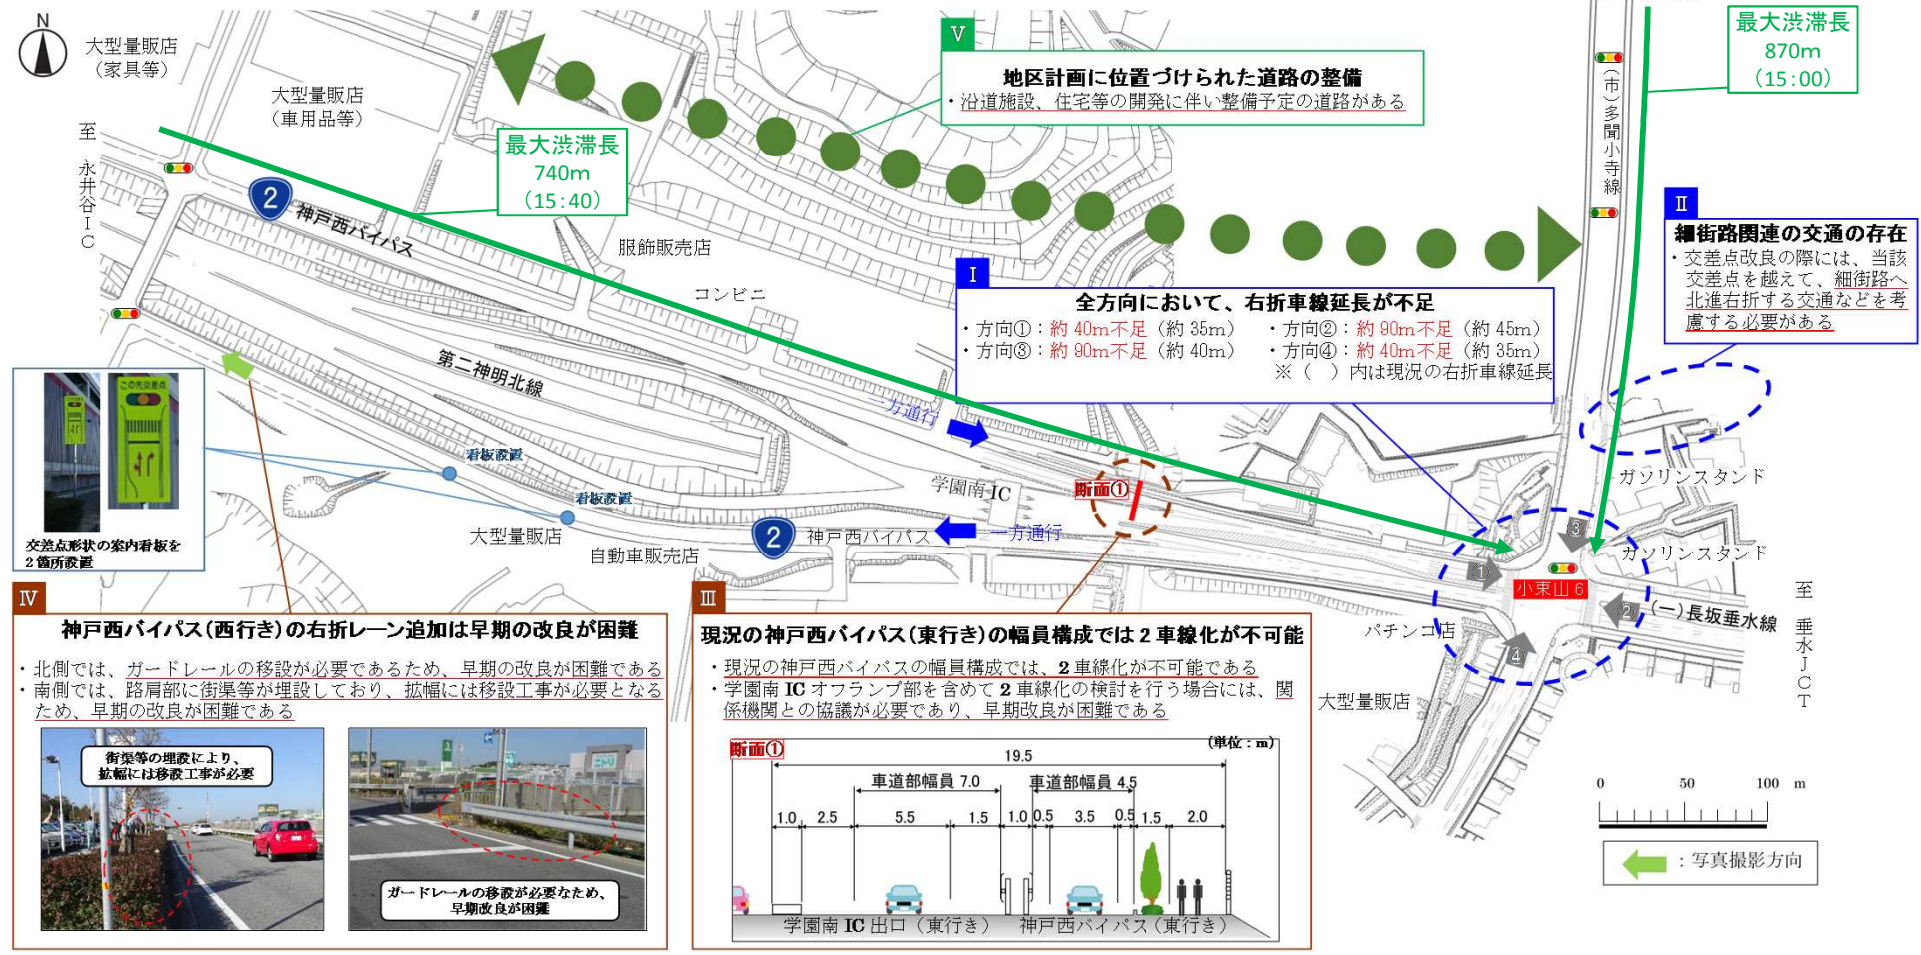 N
大型量販店
（家具等）
大型量販店
（車用品等）
至 永井谷ＩＣ
2
神戸西バイパス
最大渋滞長
740m
（15:40）
Ⅴ
地区計画に位置づけられた道路の整備
・沿道施設、住宅等の開発に伴い整備予定の道路がある
最大渋滞長
870m
（15:00）
（市）多聞小寺線
Ⅱ
細街路関連の交通の存在
・交差点改良の際には、当該
交差点を越えて、細街路へ
北進右折する交通などを考
慮する必要がある
服飾販売店
コンビニ
Ⅰ
全方向において、右折車線延長が不足
・方向①：約 40m不足（約 35m）　・方向②：約 90m不足（約 45m）
・方向③：約 90m不足（約 40m）　・方向④：約 40m不足（約 35m）
※（　）内は現況の右折車線延長
第二神明北線
一方通行
この先交差点
交差点形状の案内看板を
2 箇所設置
看板設置
看板設置
大型量販店
自動車販売店
学園南 IC
断面①
2
神戸西バイパス
一方通行
ガソリンスタンド
ガソリンスタンド
③
①
小束山６
②
④
（一）長坂垂水線
至 垂水ＪＣＴ
パチンコ店
大型量販店
Ⅳ
神戸西バイパス(西行き)の右折レーン追加は早期の改良が困難
・北側では、ガードレールの移設が必要であるため、早期の改良が困難である
・南側では、路肩部に街渠等が埋設しており、拡幅には移設工事が必要となる
ため、早期の改良が困難である
街渠等の埋設により、
拡幅には移設工事が必要
ニトリ
ガードレールの移設が必要なため、
早期改良が困難
Ⅲ
現況の神戸西バイパス(東行き)の幅員構成では２車線化が不可能
・現況の神戸西バイパスの幅員構成では、2 車線化が不可能である
・学園南 IC オフランプ部を含めて 2 車線化の検討を行う場合には、関
係機関との協議が必要であり、早期改良が困難である
断面①
(単位：m)
19.5
車道部幅員 7.0
車道部幅員 4.5
1.0 2.5 5.5 1.5 1.0 0.5 3.5 0.5 1.5 2.0
学園南 IC 出口（東行き）
神戸西バイパス（東行き）
0 50 100 m
：写真撮影方向